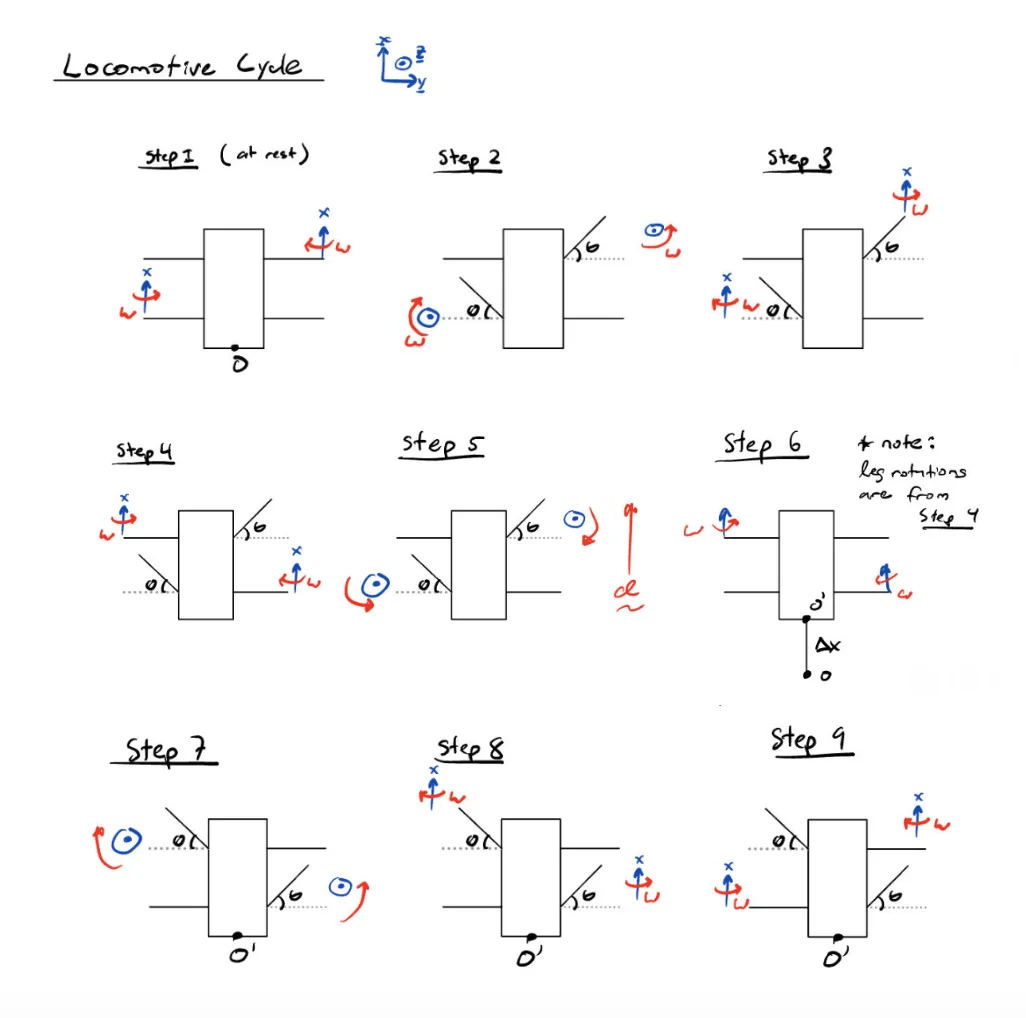 Locomotive Cycle
x
z
y
Step 1 (at rest)
Step 2
Step 3
x
ω
x
ω
O
θ
ω
θ
ω
x
ω
θ
x
ω
θ
Step 4
Step 5
Step 6
* note:
leg rotations
are from
Step 4
x
ω
θ
θ
x
ω
θ
θ
d
ω
ω
O'
Δx
O
Step 7
Step 8
Step 9
θ
θ
O'
x
ω
θ
x
ω
θ
O'
x
ω
θ
x
ω
θ
O'